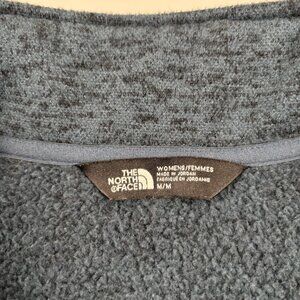 THE
NORTH
FACE
WOMENS/FEMMES
MADE IN JORDAN
FABRIQUÉ EN JORDANIE
M/M